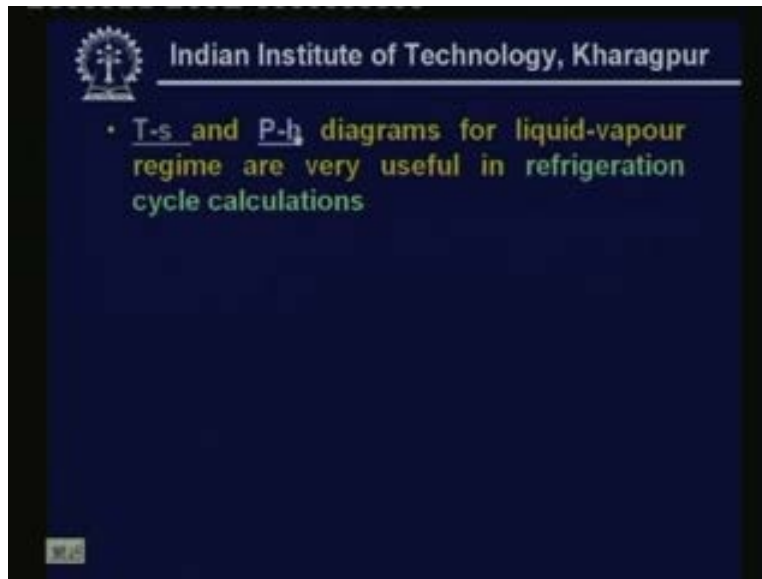 Indian Institute of Technology, Kharagpur
• T-s and P-h diagrams for liquid-vapour
regime are very useful in refrigeration
cycle calculations